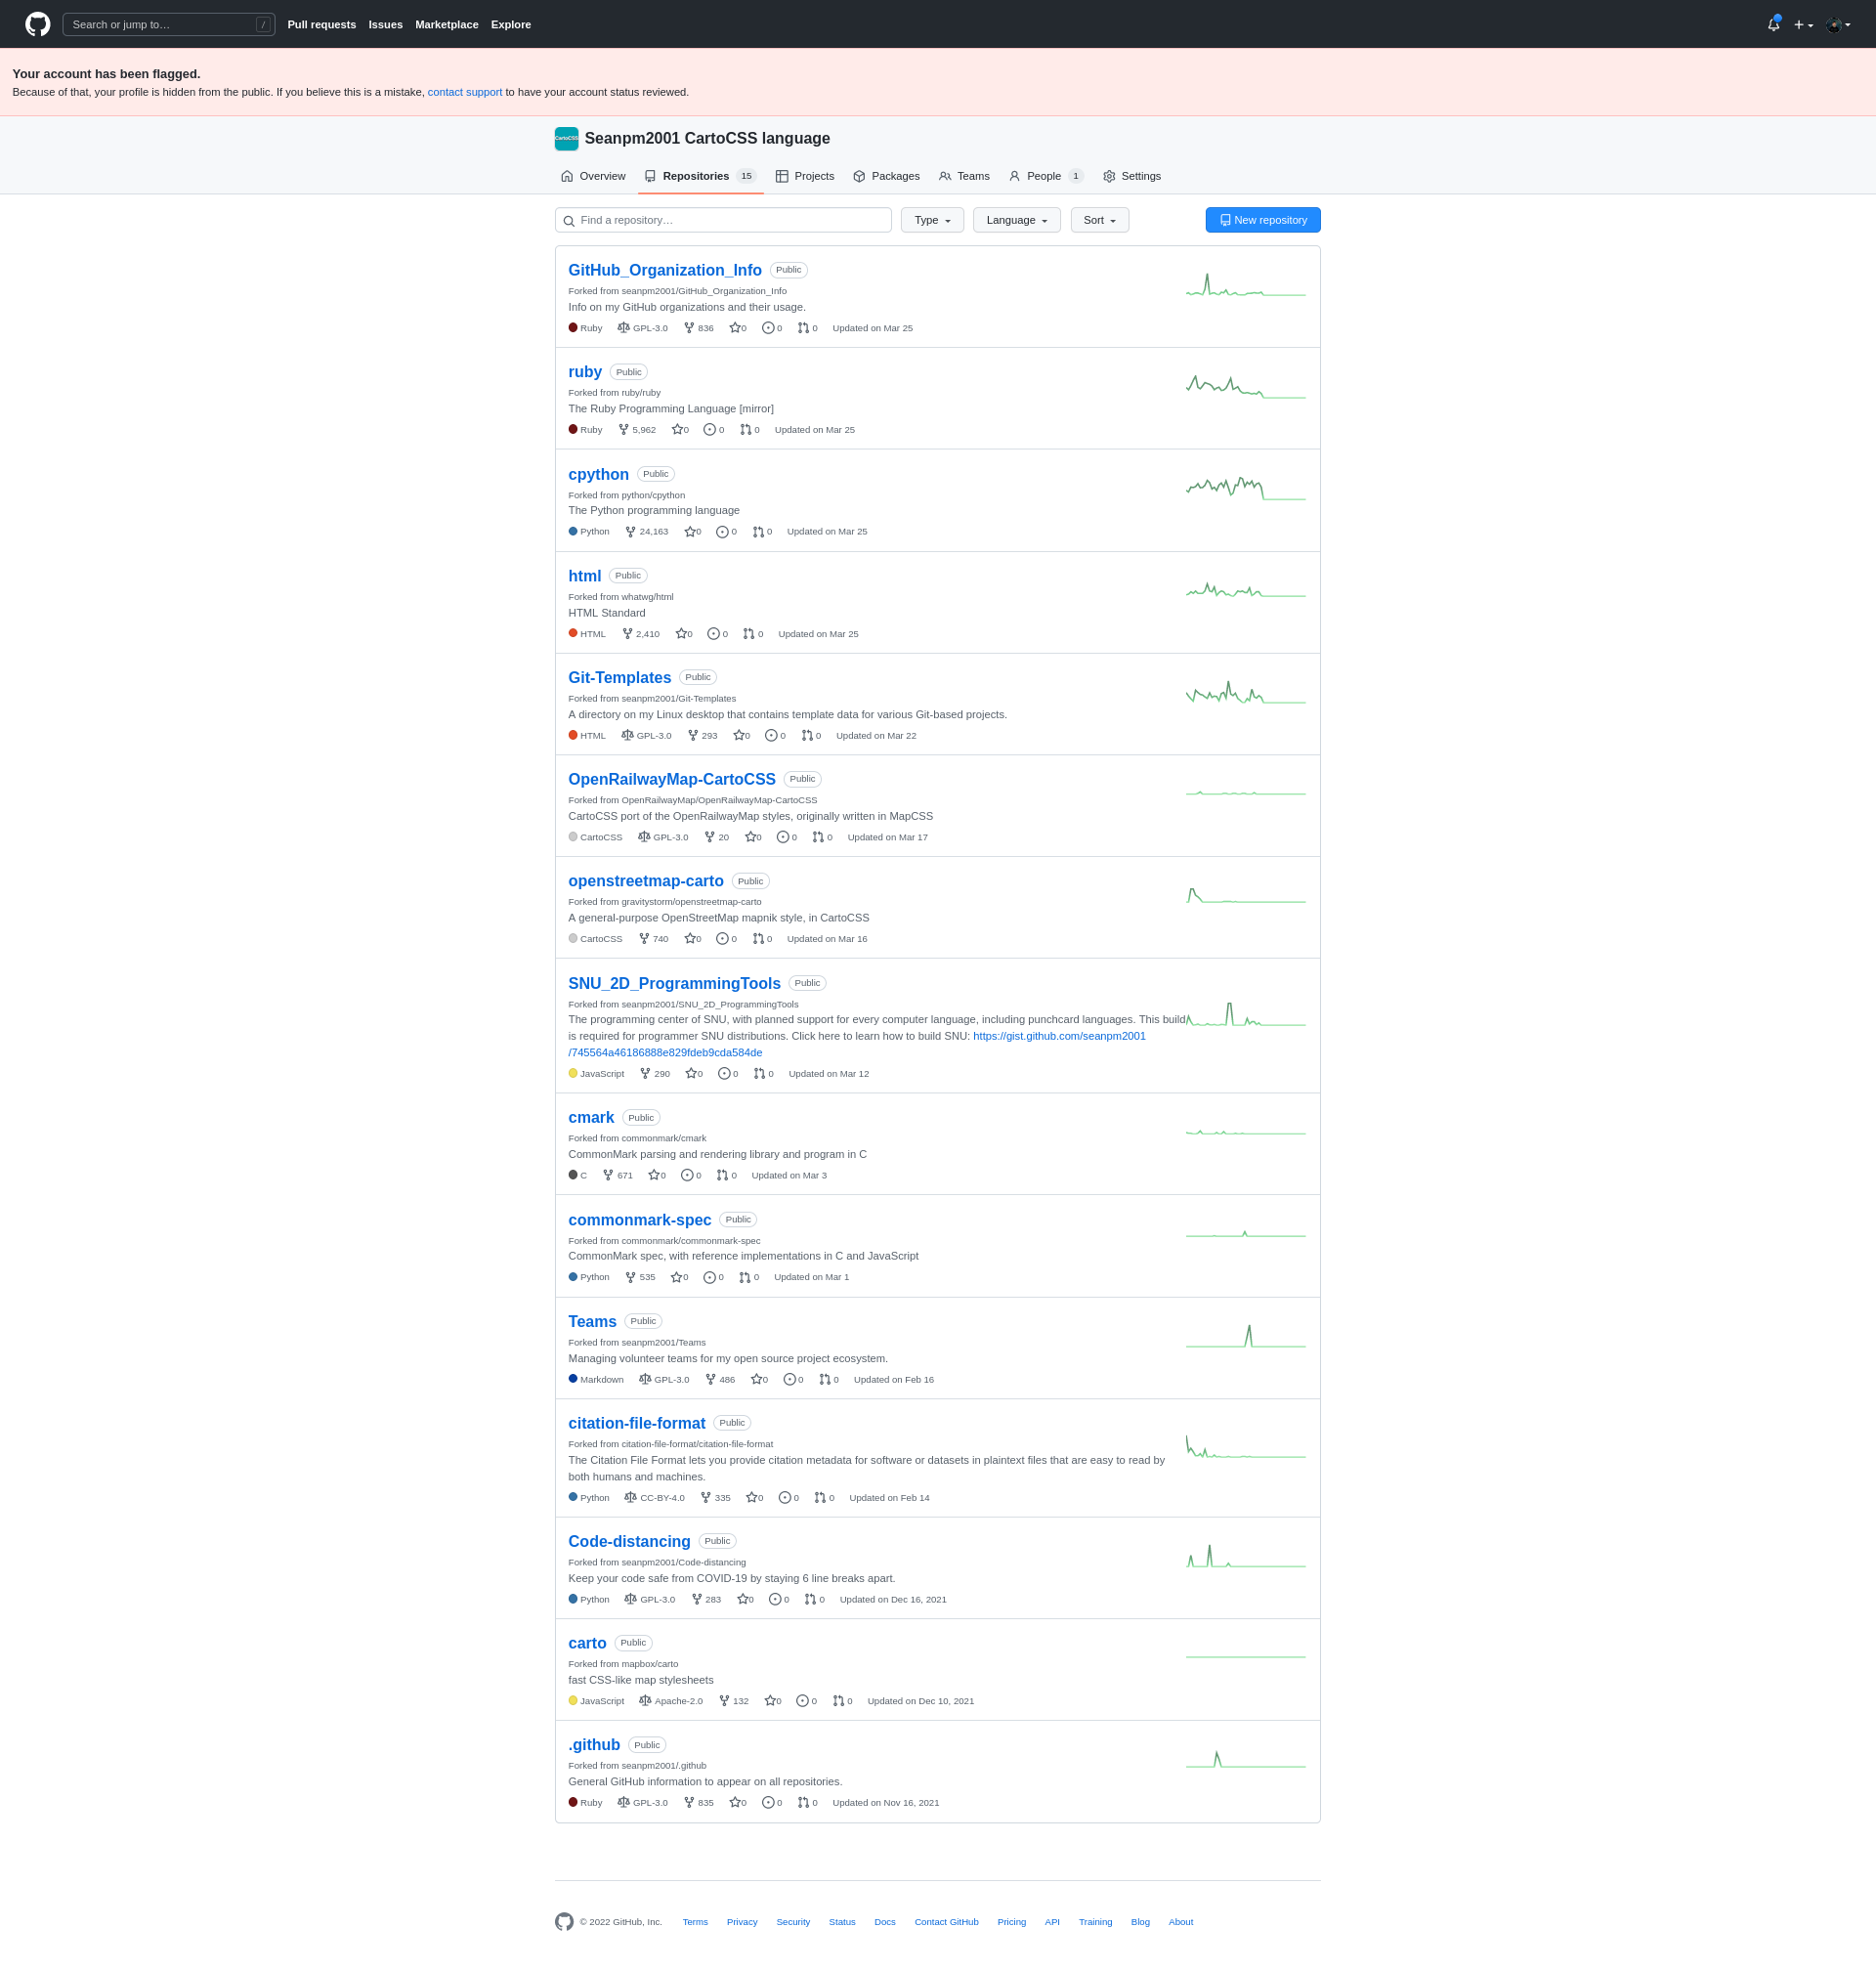 Search or jump to… /
Pull requests Issues Marketplace Explore
Your account has been flagged.
Because of that, your profile is hidden from the public. If you believe this is a mistake, contact support to have your account status reviewed.
CartoCSS
Seanpm2001 CartoCSS language
Overview Repositories 15 Projects Packages Teams People 1 Settings
Find a repository… Type Language Sort New repository
GitHub_Organization_Info Public
Forked from seanpm2001/GitHub_Organization_Info
Info on my GitHub organizations and their usage.
Ruby GPL-3.0 836 0 0 0 Updated on Mar 25
ruby Public
Forked from ruby/ruby
The Ruby Programming Language [mirror]
Ruby 5,962 0 0 0 Updated on Mar 25
cpython Public
Forked from python/cpython
The Python programming language
Python 24,163 0 0 0 Updated on Mar 25
html Public
Forked from whatwg/html
HTML Standard
HTML 2,410 0 0 0 Updated on Mar 25
Git-Templates Public
Forked from seanpm2001/Git-Templates
A directory on my Linux desktop that contains template data for various Git-based projects.
HTML GPL-3.0 293 0 0 0 Updated on Mar 22
OpenRailwayMap-CartoCSS Public
Forked from OpenRailwayMap/OpenRailwayMap-CartoCSS
CartoCSS port of the OpenRailwayMap styles, originally written in MapCSS
CartoCSS GPL-3.0 20 0 0 0 Updated on Mar 17
openstreetmap-carto Public
Forked from gravitystorm/openstreetmap-carto
A general-purpose OpenStreetMap mapnik style, in CartoCSS
CartoCSS 740 0 0 0 Updated on Mar 16
SNU_2D_ProgrammingTools Public
Forked from seanpm2001/SNU_2D_ProgrammingTools
The programming center of SNU, with planned support for every computer language, including punchcard languages. This build
is required for programmer SNU distributions. Click here to learn how to build SNU: https://gist.github.com/seanpm2001
/745564a46186888e829fdeb9cda584de
JavaScript 290 0 0 0 Updated on Mar 12
cmark Public
Forked from commonmark/cmark
CommonMark parsing and rendering library and program in C
C 671 0 0 0 Updated on Mar 3
commonmark-spec Public
Forked from commonmark/commonmark-spec
CommonMark spec, with reference implementations in C and JavaScript
Python 535 0 0 0 Updated on Mar 1
Teams Public
Forked from seanpm2001/Teams
Managing volunteer teams for my open source project ecosystem.
Markdown GPL-3.0 486 0 0 0 Updated on Feb 16
citation-file-format Public
Forked from citation-file-format/citation-file-format
The Citation File Format lets you provide citation metadata for software or datasets in plaintext files that are easy to read by
both humans and machines.
Python CC-BY-4.0 335 0 0 0 Updated on Feb 14
Code-distancing Public
Forked from seanpm2001/Code-distancing
Keep your code safe from COVID-19 by staying 6 line breaks apart.
Python GPL-3.0 283 0 0 0 Updated on Dec 16, 2021
carto Public
Forked from mapbox/carto
fast CSS-like map stylesheets
JavaScript Apache-2.0 132 0 0 0 Updated on Dec 10, 2021
.github Public
Forked from seanpm2001/.github
General GitHub information to appear on all repositories.
Ruby GPL-3.0 835 0 0 0 Updated on Nov 16, 2021
© 2022 GitHub, Inc. Terms Privacy Security Status Docs Contact GitHub Pricing API Training Blog About